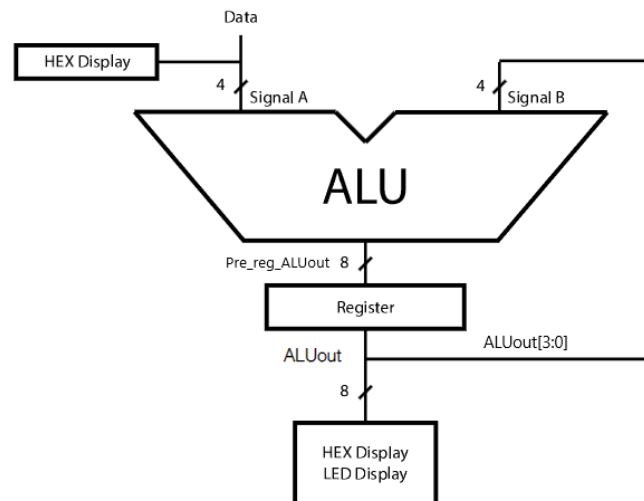 Data
HEX Display
4
Signal A
4
Signal B
ALU
Pre_reg_ALUout
8
Register
ALUout
ALUout[3:0]
8
HEX Display
LED Display